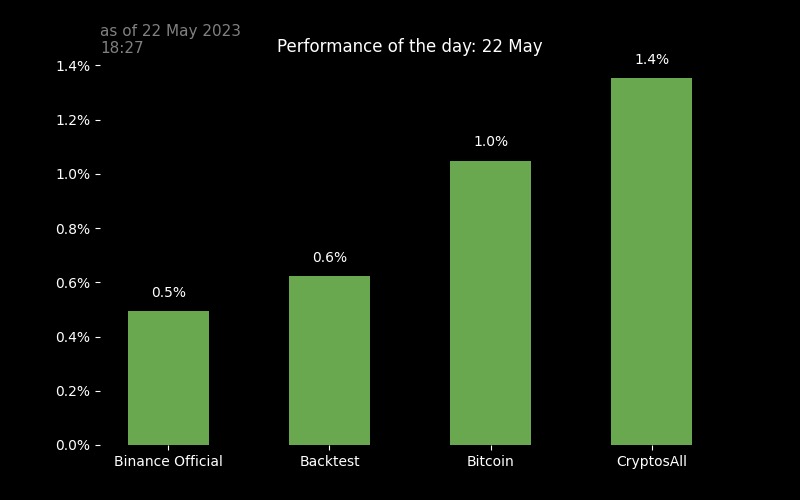 as of 22 May 2023
18:27
Performance of the day: 22 May
1.4%
1.2%
1.0%
0.8%
0.6%
0.4%
0.2%
0.0%
0.5%
0.6%
1.0%
1.4%
Binance Official
Backtest
Bitcoin
CryptosAll